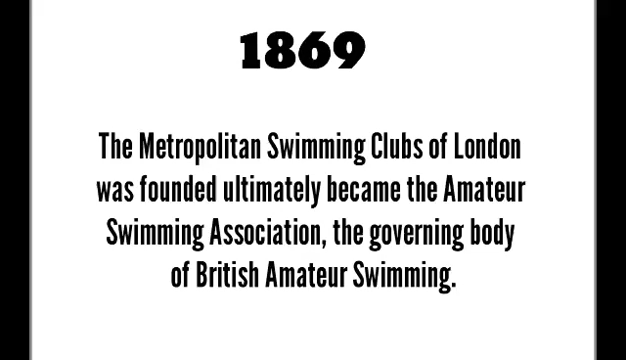 1869
The Metropolitan Swimming Clubs of London
was founded ultimately became the Amateur
Swimming Association, the governing body
of British Amateur Swimming.